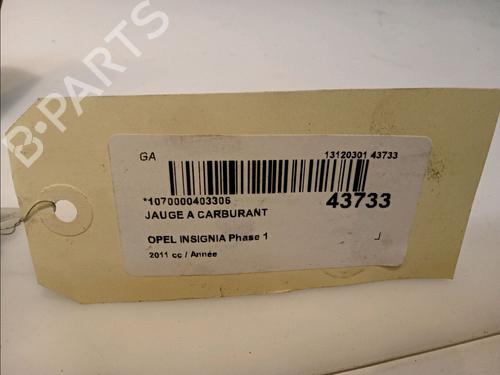 B-PARTS
GA
13120301 43733
*1070000403306
43733
JAUGE A CARBURANT
OPEL INSIGNIA Phase 1
2011 cc / Année